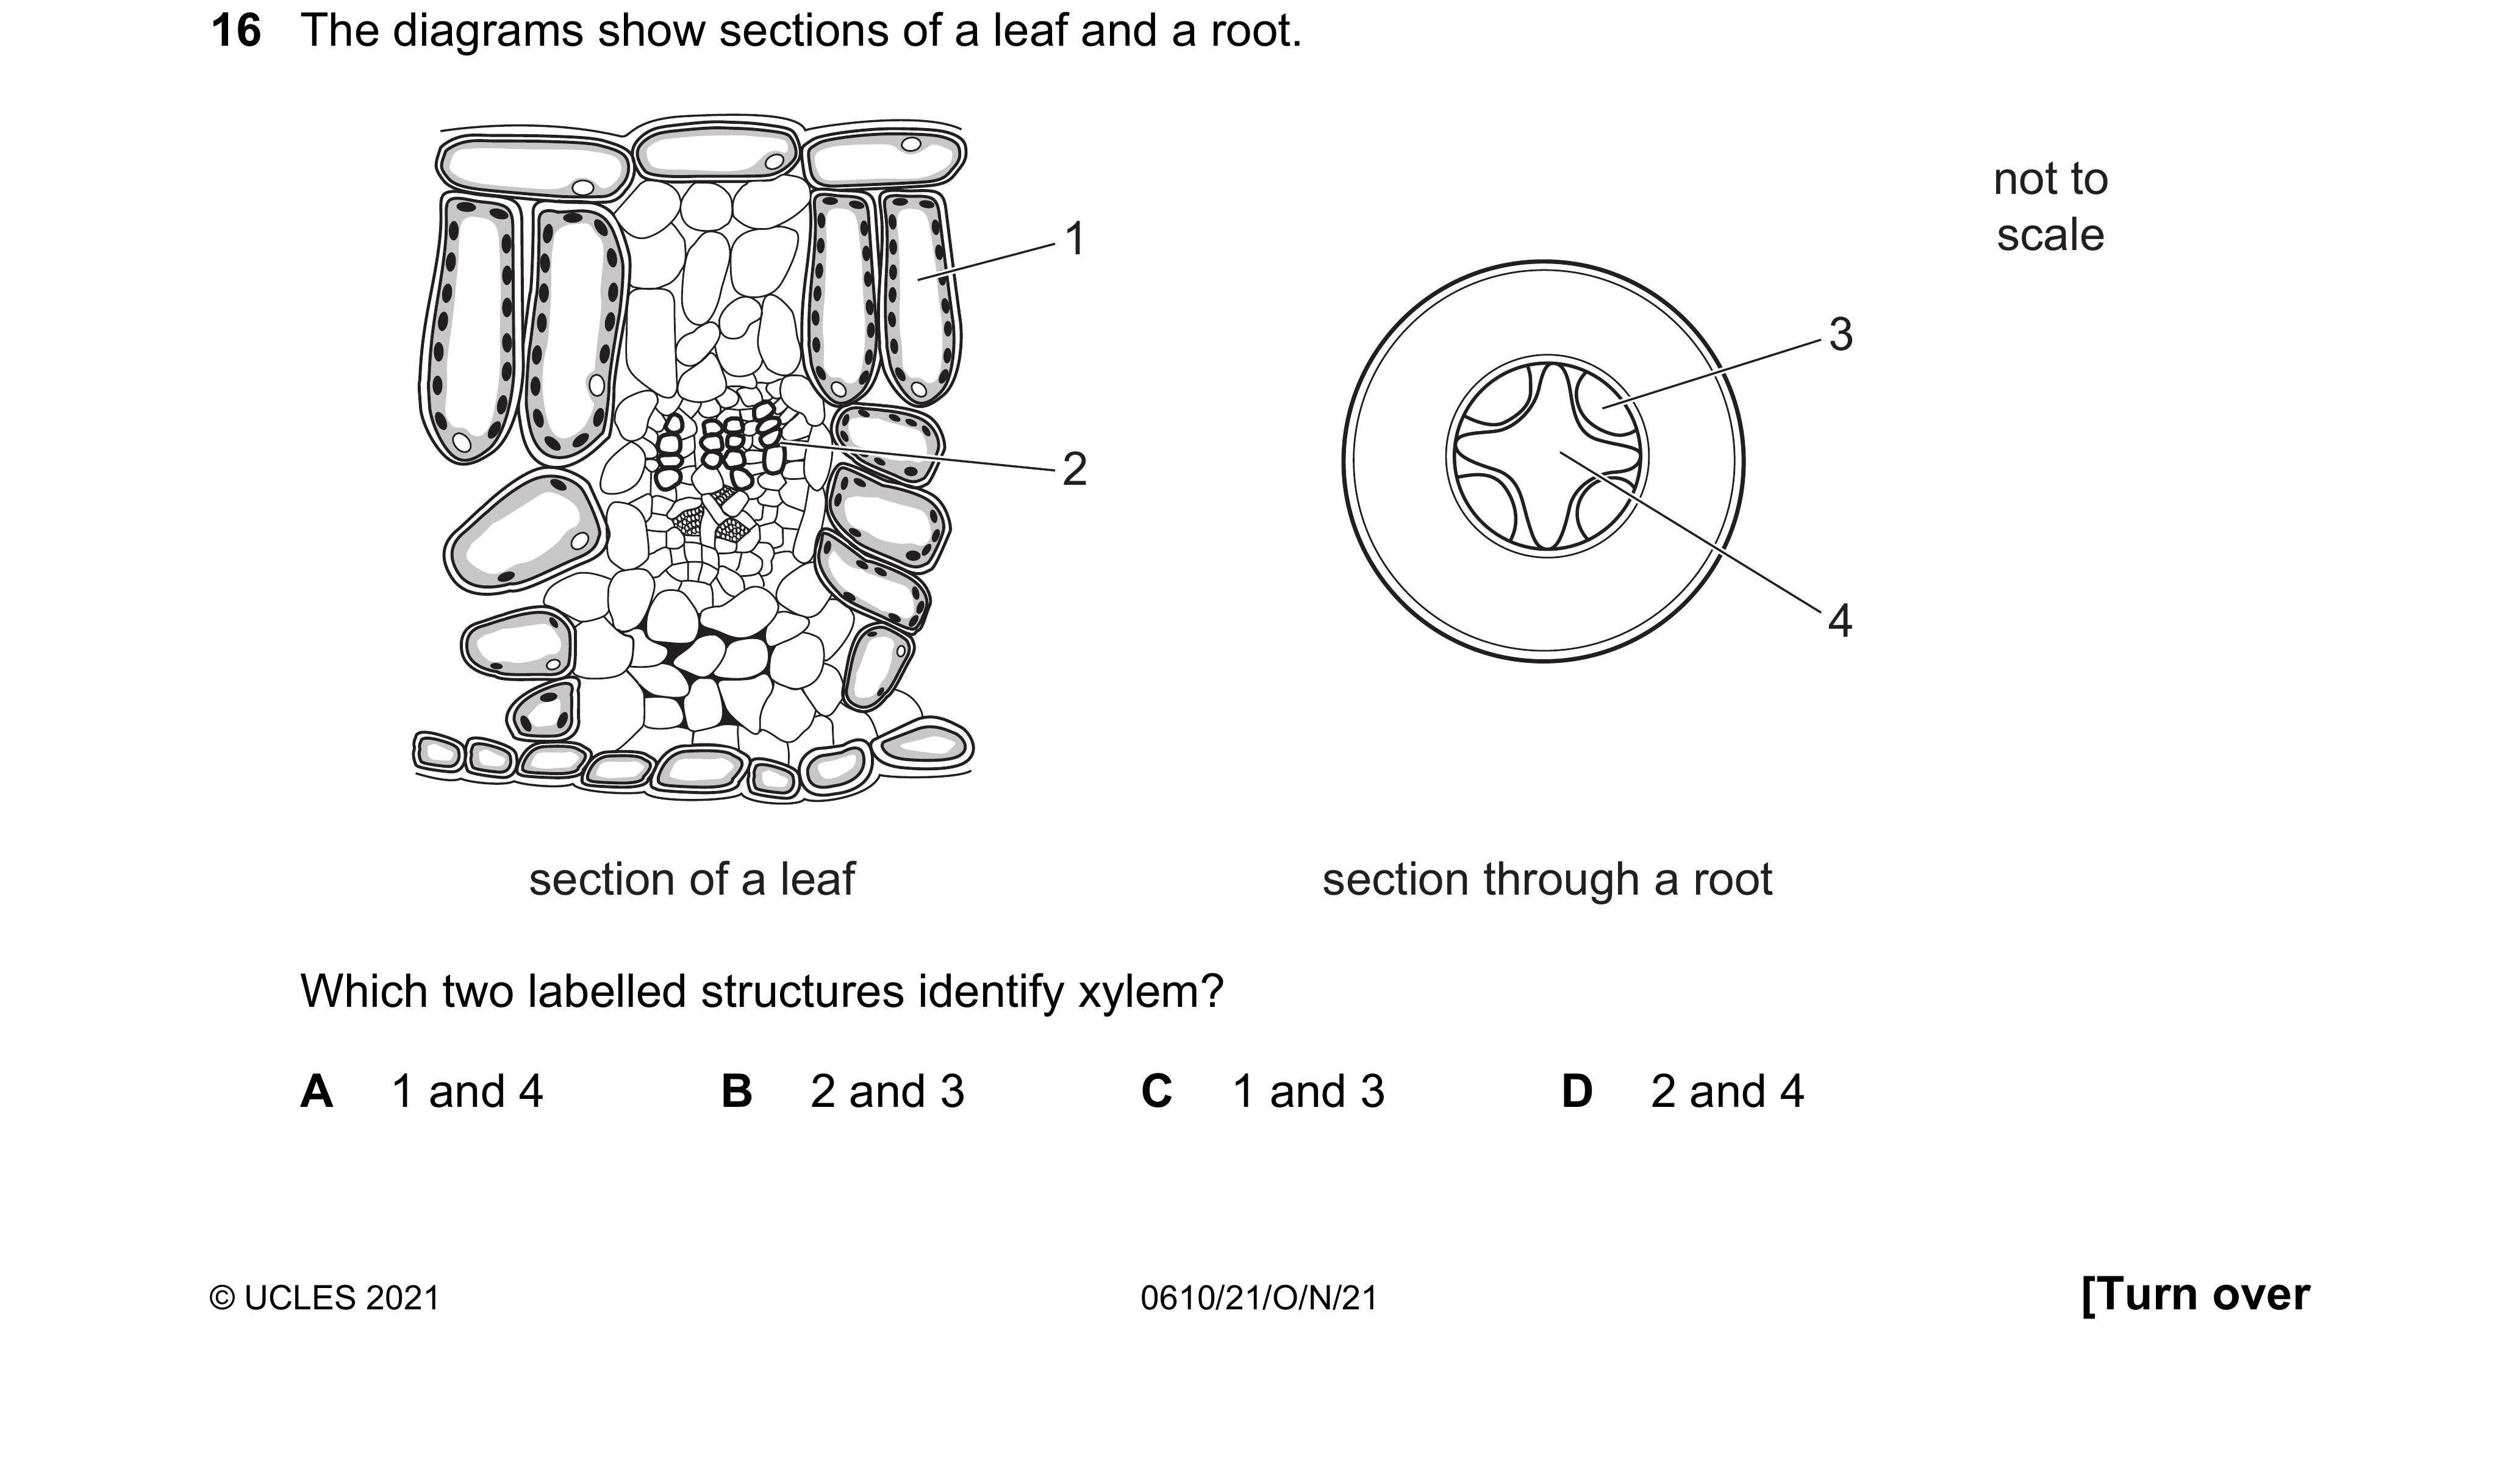 16 The diagrams show sections of a leaf and a root.
not to
scale
1
2
3
4
section of a leaf
section through a root
Which two labelled structures identify xylem?
A 1 and 4 B 2 and 3 C 1 and 3 D 2 and 4
© UCLES 2021 0610/21/O/N/21 [Turn over